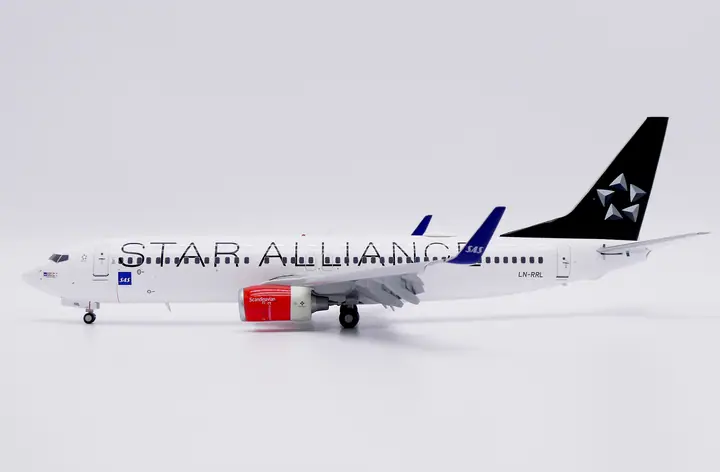 STAR ALLIANCE
SAS
SAS
LN-RRL
Scandinavian